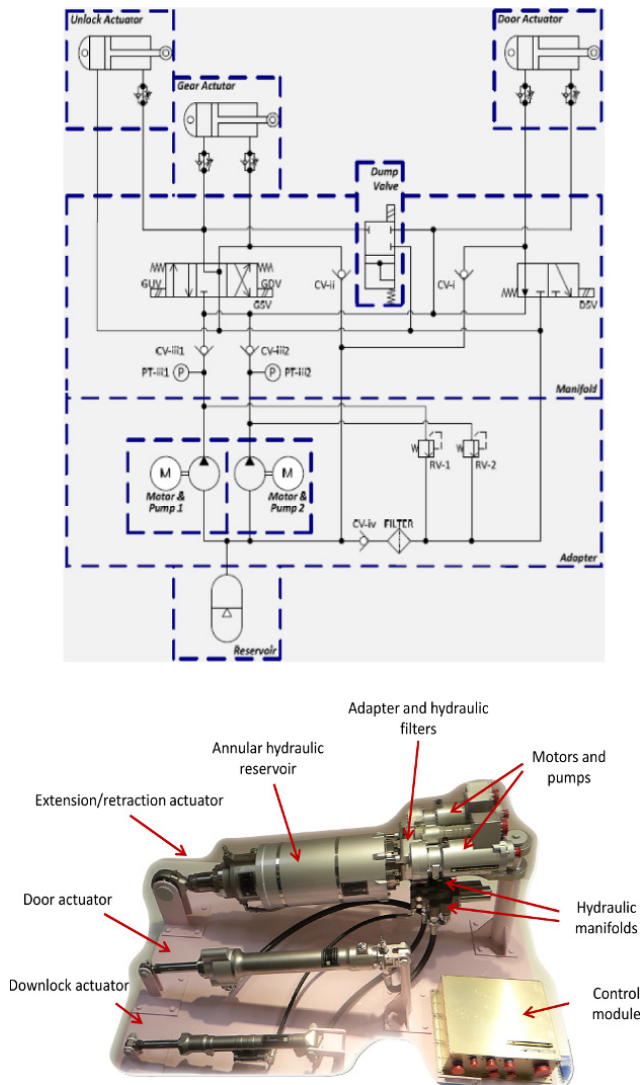 Unlock Actuator
Door Actuator
Gear Actutor
Dump
Valve
GUV
GDV
GSV
CV-ii
CV-i
DSV
CV-iii1
CV-iii2
PT-iii1
P
P
PT-iii2
Manifold
RV-1
RV-2
M
M
Motor &
Pump 1
Motor &
Pump 2
CV-iv
FILTER
Adapter
Reservoir
Adapter and hydraulic
filters
Annular hydraulic
reservoir
Motors and
pumps
Extension/retraction actuator
Door actuator
Hydraulic
manifolds
Downlock actuator
Control
module